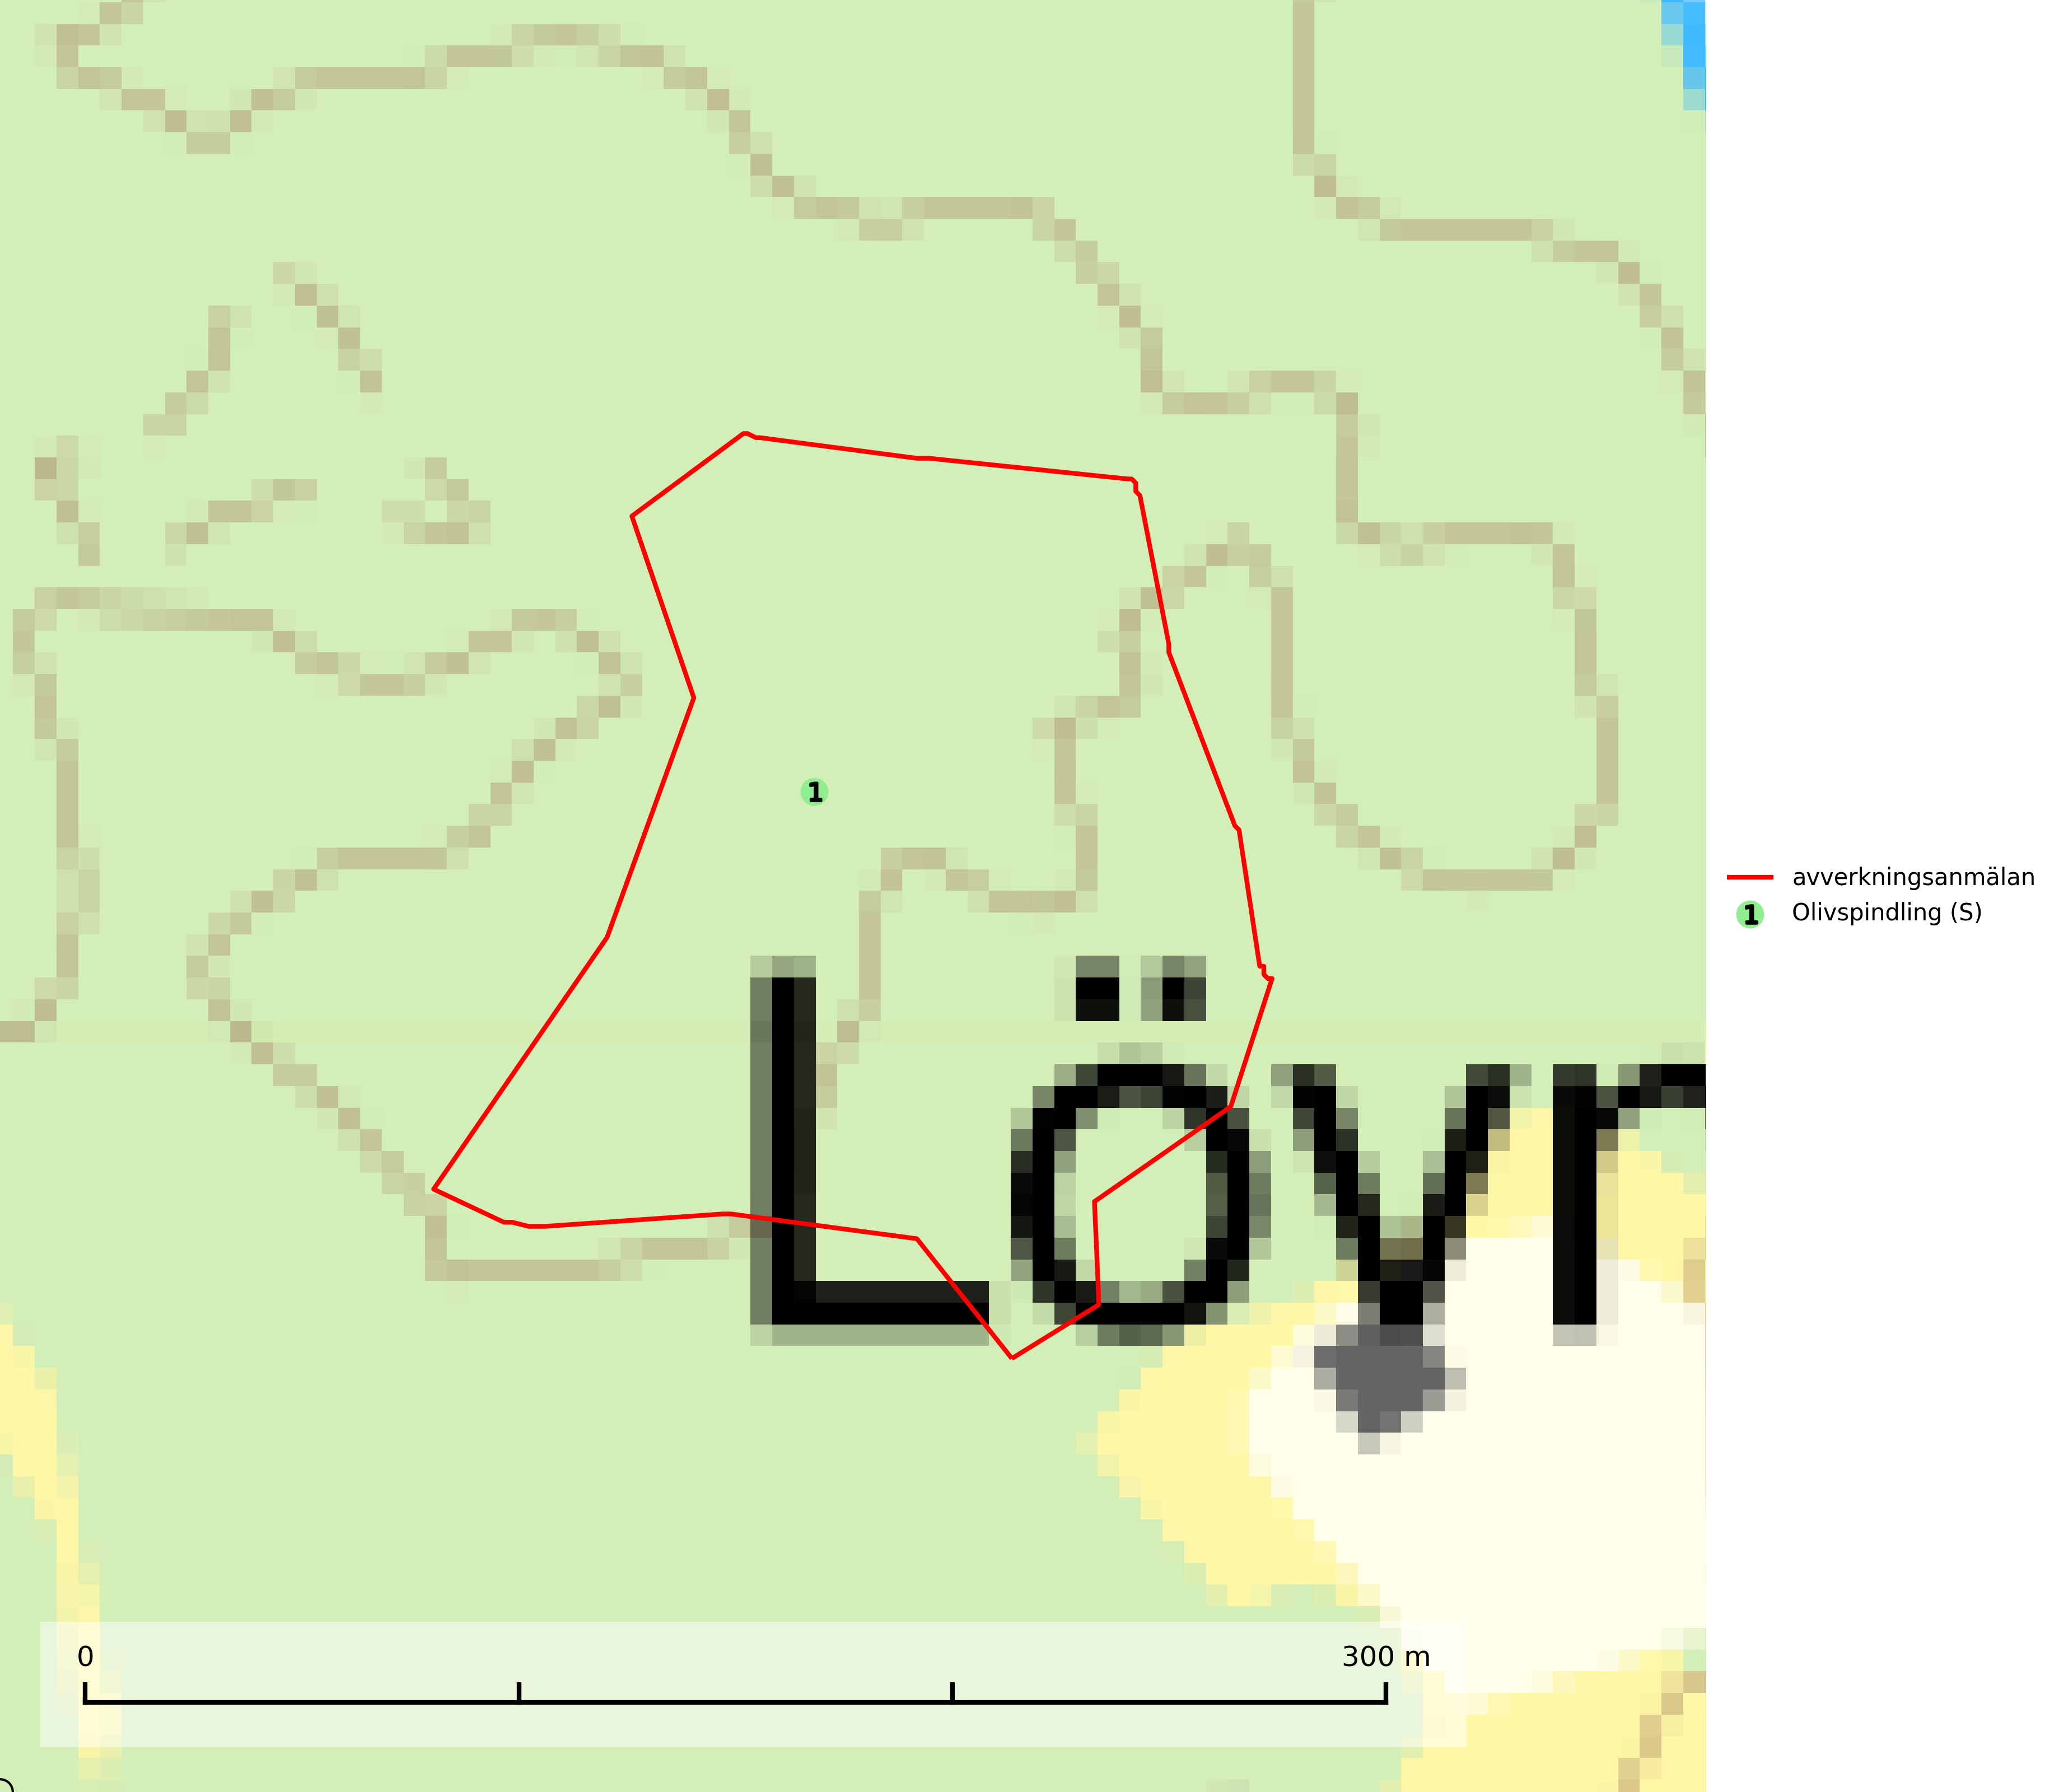 1
Lövr
avverkningsanmälan
1 Olivspindling (S)
0 300 m